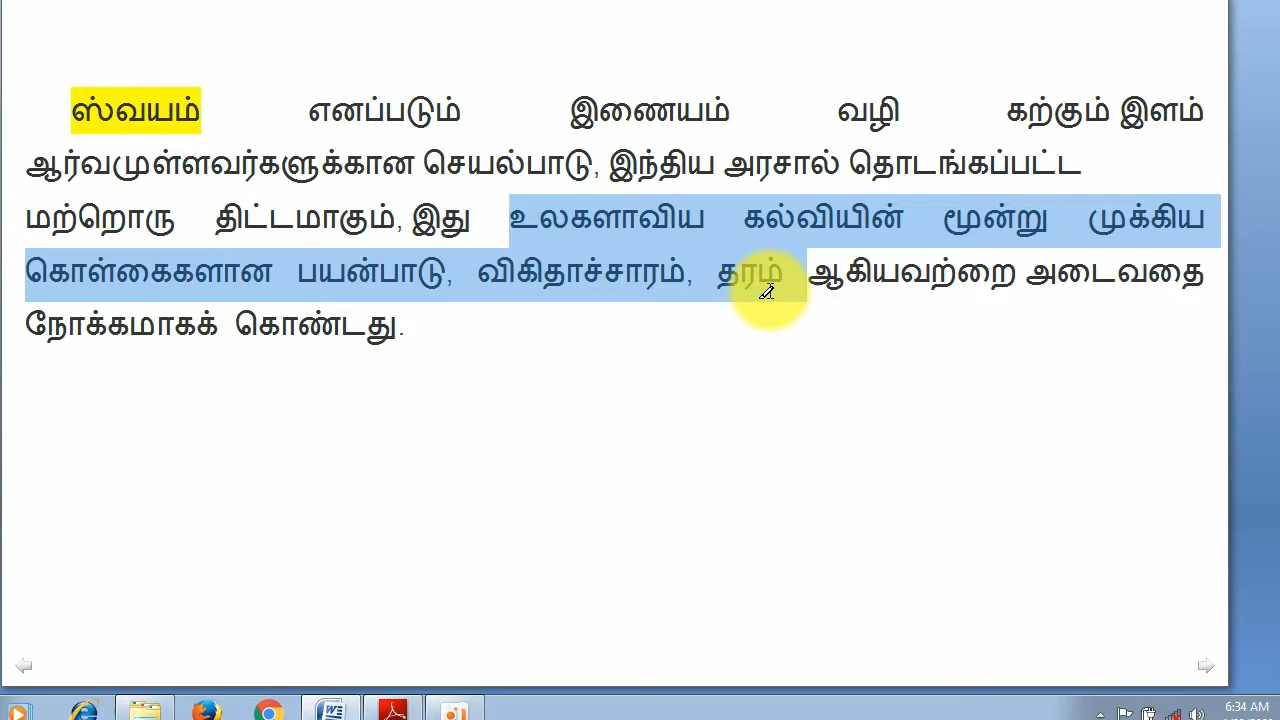 ஸ்வயம் எனப்படும் இணையம் வழி கற்கும் இளம்
ஆர்வமுள்ளவர்களுக்கான செயல்பாடு, இந்திய அரசால் தொடங்கப்பட்ட
மற்றொரு திட்டமாகும், இது உலகளாவிய கல்வியின் மூன்று முக்கிய
கொள்கைகளான பயன்பாடு, விகிதாச்சாரம், தரம் ஆகியவற்றை அடைவதை
நோக்கமாகக் கொண்டது.
6:34 AM